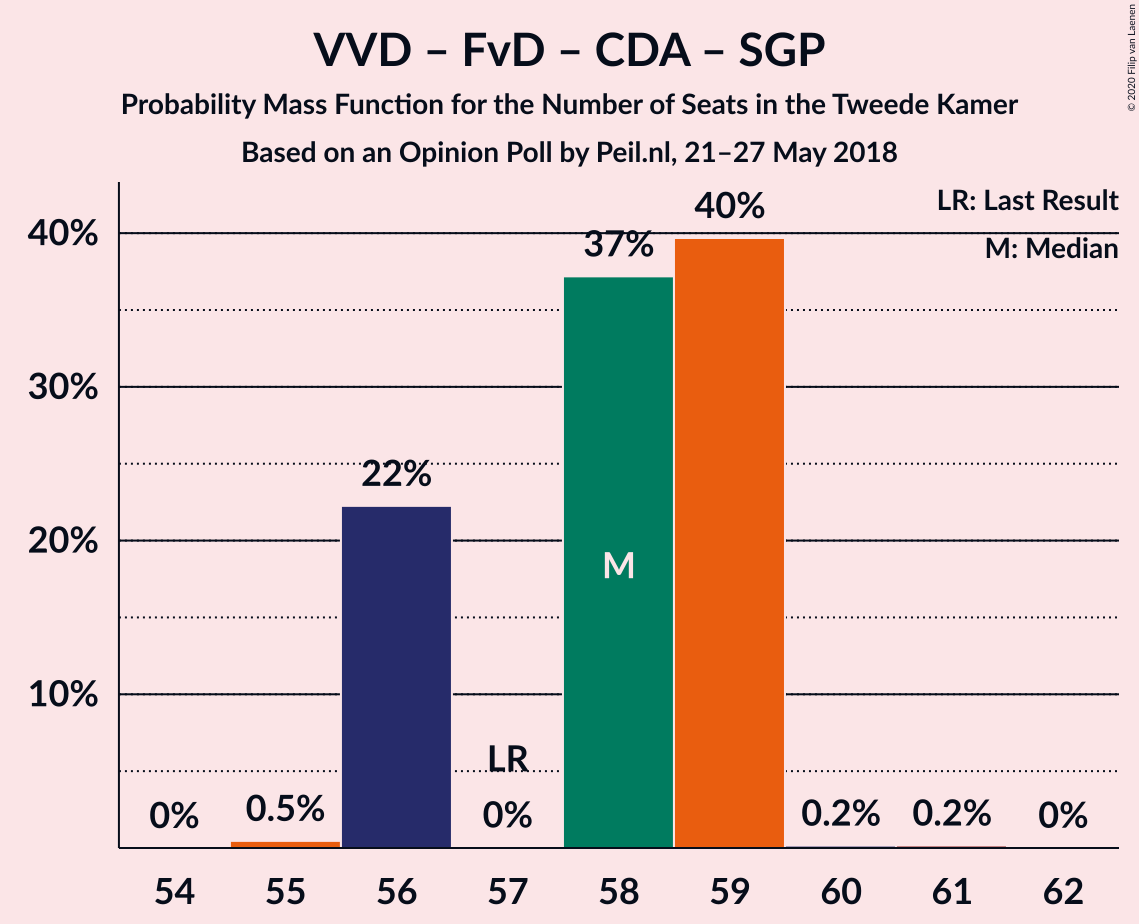 VVD – FvD – CDA – SGP
Probability Mass Function for the Number of Seats in the Tweede Kamer
Based on an Opinion Poll by Peil.nl, 21–27 May 2018
© 2020 Filip van Laenen
LR: Last Result
M: Median
40%
30%
20%
10%
0%
0.5%
22%
LR
0%
37%
M
40%
0.2%
0.2%
0%
54
55
56
57
58
59
60
61
62